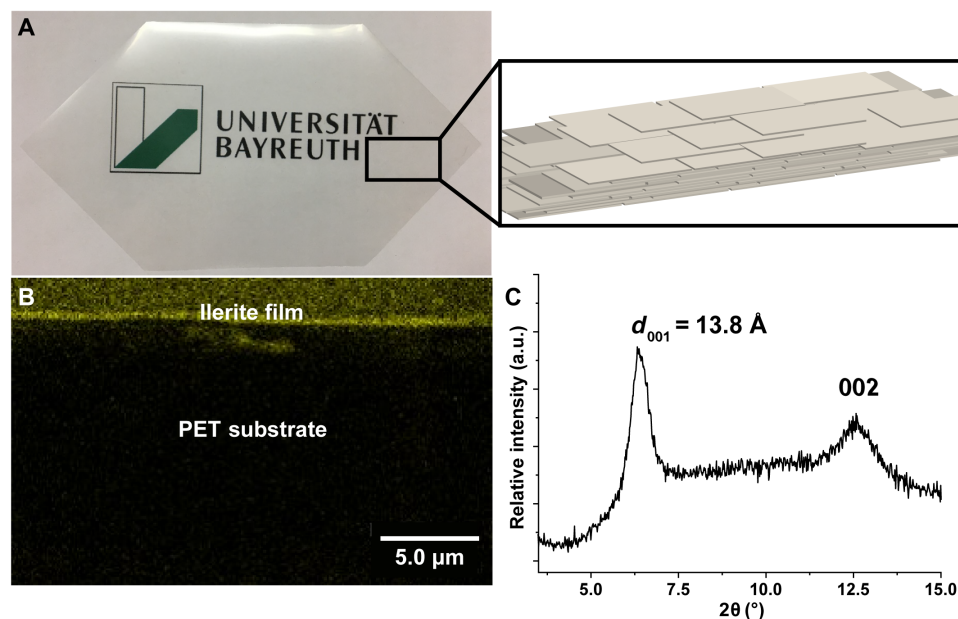 A
UNIVERSITÄT
BAYREUTH
B
Ilerite film
PET substrate
5.0 µm
C
d001 = 13.8 Å
002
Relative intensity (a.u.)
5.0 7.5 10.0 12.5 15.0
2θ (°)